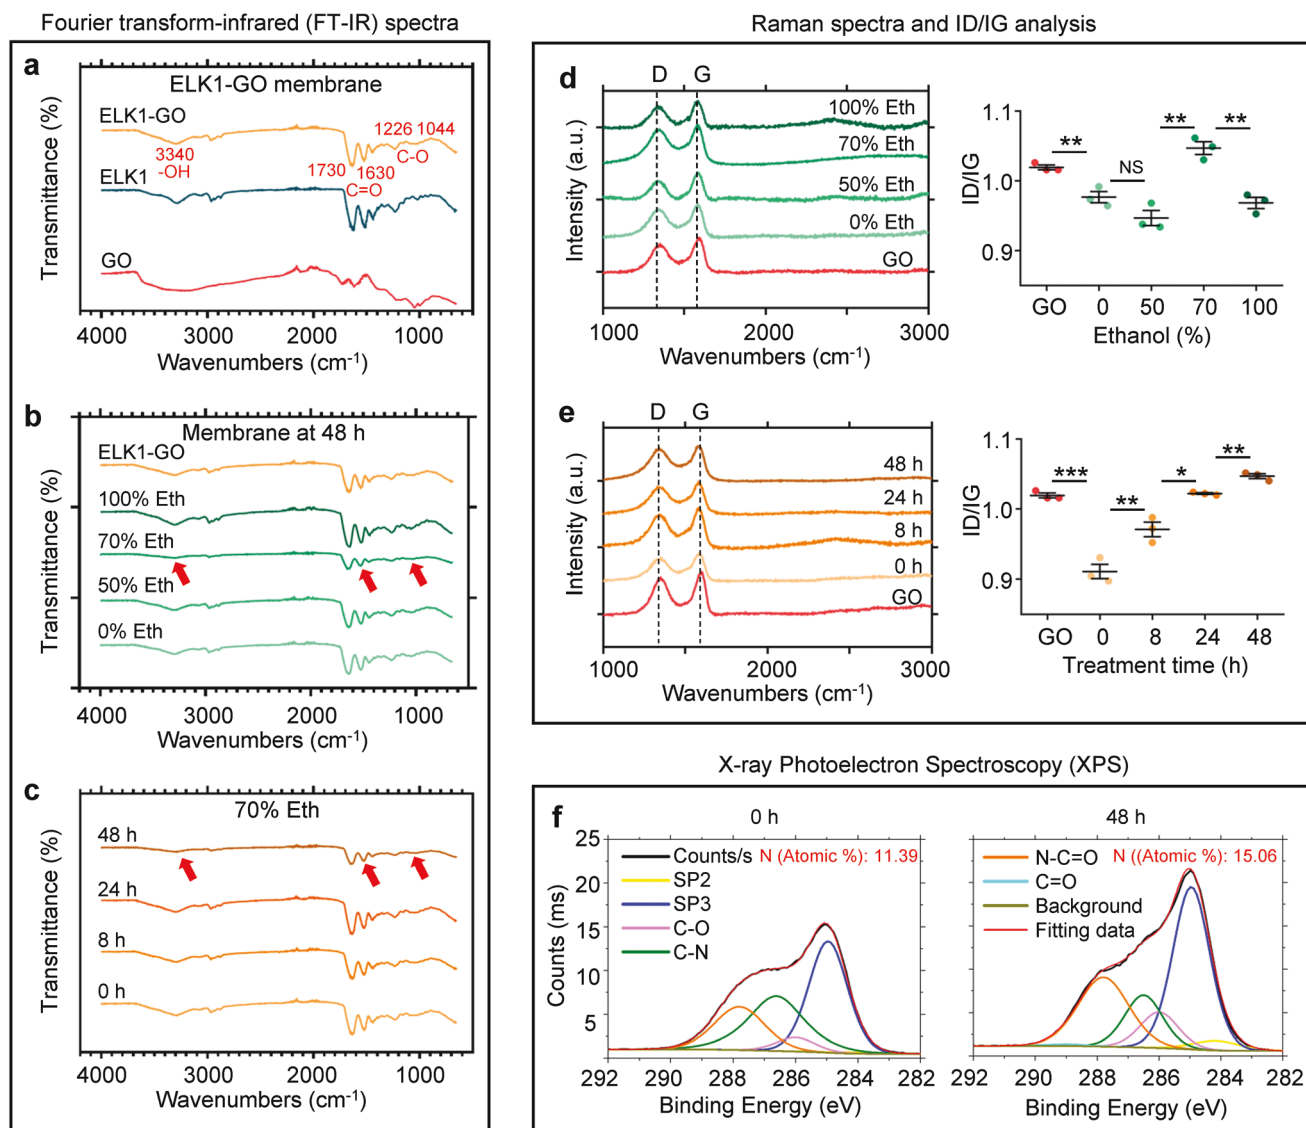 Fourier transform-infrared (FT-IR) spectra
a
ELK1-GO membrane
Transmittance (%)
ELK1-GO
3340
-OH
1226 1044
C-O
1730 1630
C=O
ELK1
GO
4000 3000 2000 1000
Wavenumbers (cm-1)
b
Membrane at 48 h
Transmittance (%)
ELK1-GO
100% Eth
70% Eth
50% Eth
0% Eth
4000 3000 2000 1000
Wavenumbers (cm-1)
c
70% Eth
Transmittance (%)
48 h
24 h
8 h
0 h
4000 3000 2000 1000
Wavenumbers (cm-1)
Raman spectra and ID/IG analysis
d
D G
Intensity (a.u.)
100% Eth
70% Eth
50% Eth
0% Eth
GO
1000 2000 3000
Wavenumbers (cm-1)
ID/IG
1.1
1.0
0.9
** NS ** **
GO 0 50 70 100
Ethanol (%)
e
D G
Intensity (a.u.)
48 h
24 h
8 h
0 h
GO
1000 2000 3000
Wavenumbers (cm-1)
ID/IG
1.1
1.0
0.9
*** ** * **
GO 0 8 24 48
Treatment time (h)
X-ray Photoelectron Spectroscopy (XPS)
f
0 h
Counts (ms)
25
20
15
10
5
Counts/s
N (Atomic %): 11.39
SP2
SP3
C-O
C-N
292 290 288 286 284 282
Binding Energy (eV)
48 h
N-C=O
N ((Atomic %): 15.06
C=O
Background
Fitting data
292 290 288 286 284 282
Binding Energy (eV)